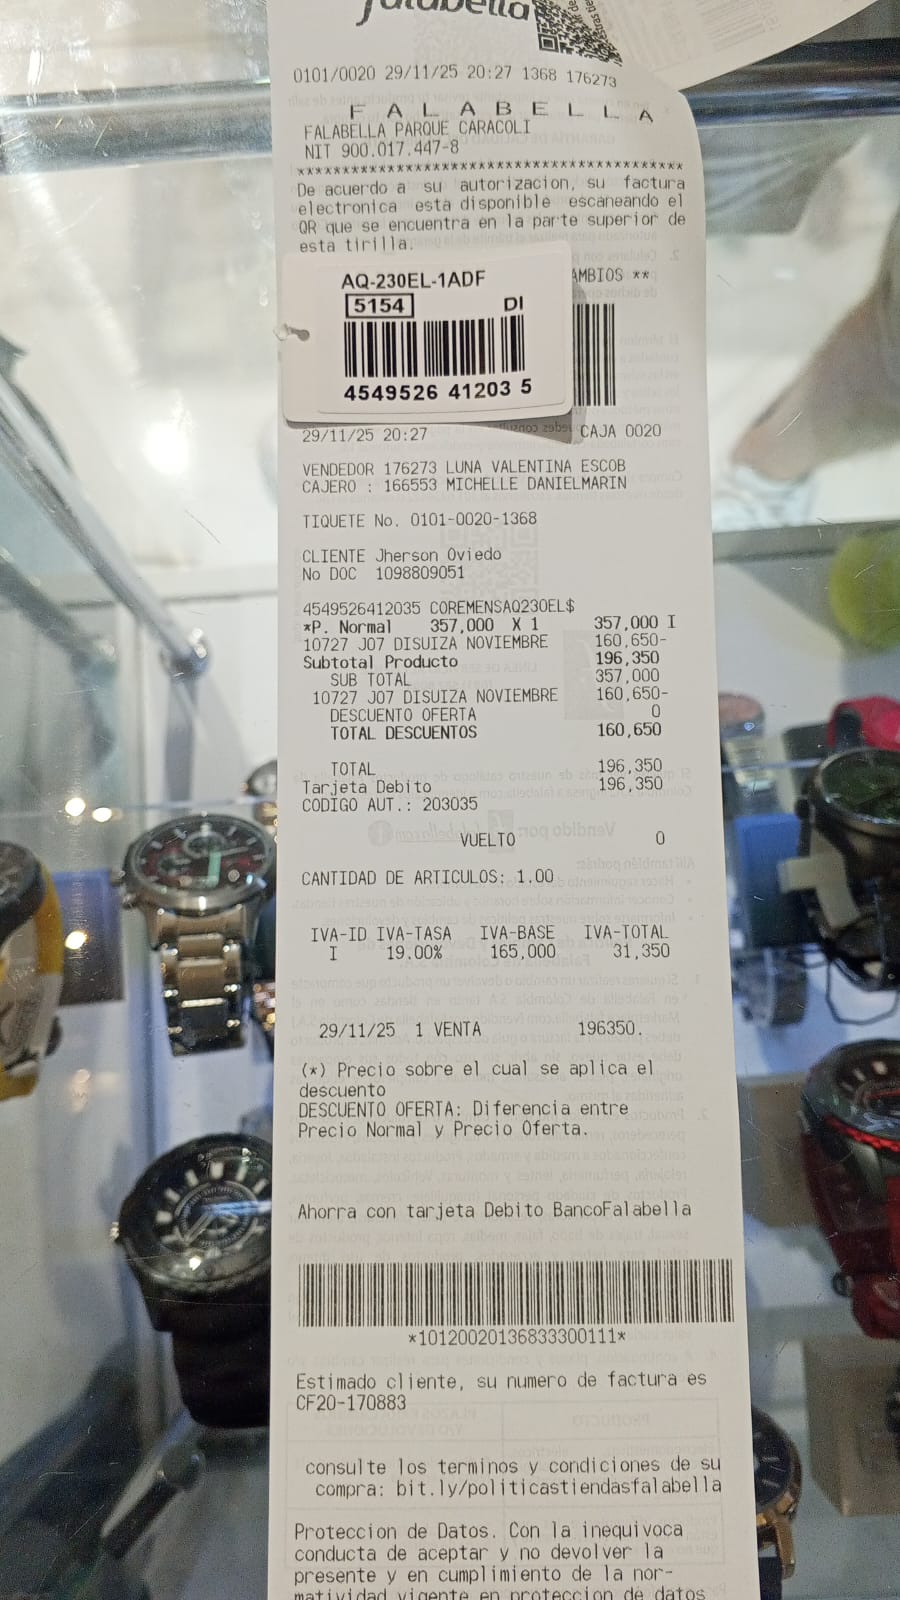 falabella
0101/0020 29/11/25 20:27 1368 176273
F A L A B E L L A
FALABELLA PARQUE CARACOLI
NIT 900.017.447-8
*******************************************
De acuerdo a su autorizacion, su factura
electronica esta disponible escaneando el
QR que se encuentra en la parte superior de
esta tirilla.
AMBIOS **
AQ-230EL-1ADF
5154 DI
4549526 41203 5
29/11/25 20:27 CAJA 0020
VENDEDOR 176273 LUNA VALENTINA ESCOB
CAJERO : 166553 MICHELLE DANIELMARIN
TIQUETE No. 0101-0020-1368
CLIENTE Jherson Oviedo
No DOC 1098809051
4549526412035 COREMENSAQ230EL$
*P. Normal 357,000 X 1 357,000 I
10727 J07 DISUIZA NOVIEMBRE 160,650-
Subtotal Producto 196,350
SUB TOTAL 357,000
10727 J07 DISUIZA NOVIEMBRE 160,650-
DESCUENTO OFERTA 0
TOTAL DESCUENTOS 160,650
TOTAL 196,350
Tarjeta Debito 196,350
CODIGO AUT.: 203035
VUELTO 0
CANTIDAD DE ARTICULOS: 1.00
IVA-ID IVA-TASA IVA-BASE IVA-TOTAL
I 19.00% 165,000 31,350
29/11/25 1 VENTA 196350.
(*) Precio sobre el cual se aplica el
descuento
DESCUENTO OFERTA: Diferencia entre
Precio Normal y Precio Oferta.
Ahorra con tarjeta Debito BancoFalabella
*10120020136833300111*
Estimado cliente, su numero de factura es
CF20-170883
consulte los terminos y condiciones de su
compra: bit.ly/politicastiendasfalabella
Proteccion de Datos. Con la inequivoca
conducta de aceptar y no devolver la
presente y en cumplimiento de la nor-
matividad vigente en proteccion de datos